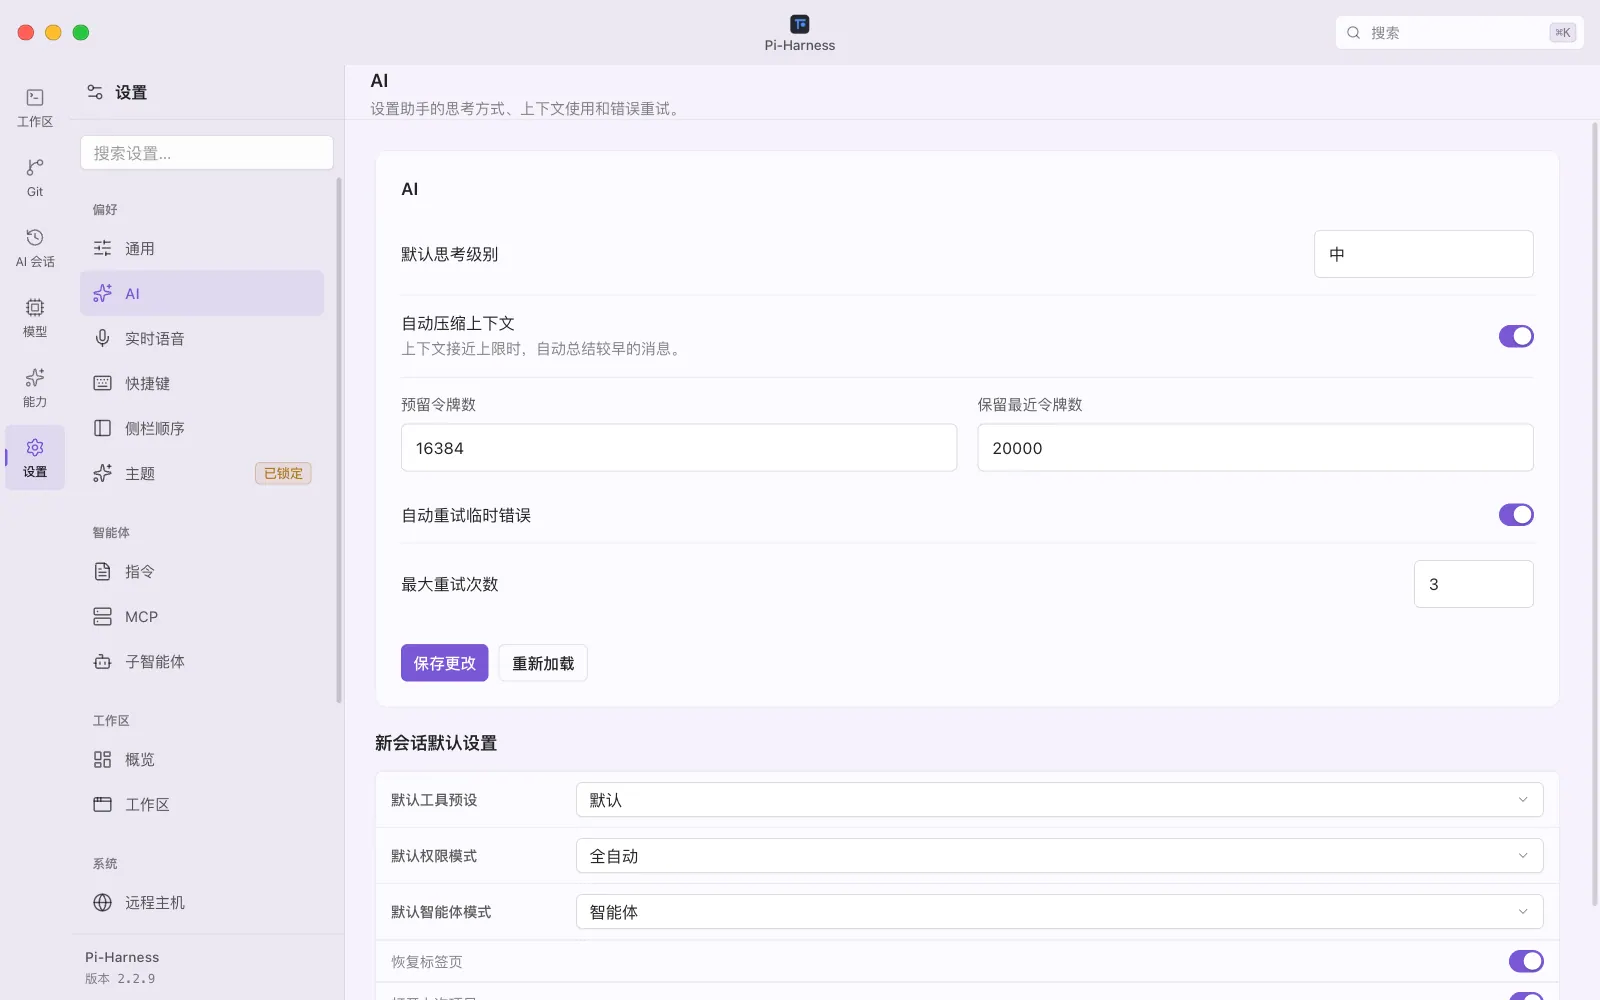 Pi-Harness
搜索
⌘K
工作区
Git
AI 会话
模型
能力
设置
设置
搜索设置...
偏好
通用
AI
实时语音
快捷键
侧栏顺序
主题
已锁定
智能体
指令
MCP
子智能体
工作区
概览
工作区
系统
远程主机
Pi-Harness
版本 2.2.9
AI
设置助手的思考方式、上下文使用和错误重试。
AI
默认思考级别
中
自动压缩上下文
上下文接近上限时，自动总结较早的消息。
预留令牌数
保留最近令牌数
16384
20000
自动重试临时错误
最大重试次数
3
保存更改
重新加载
新会话默认设置
默认工具预设
默认
默认权限模式
全自动
默认智能体模式
智能体
恢复标签页